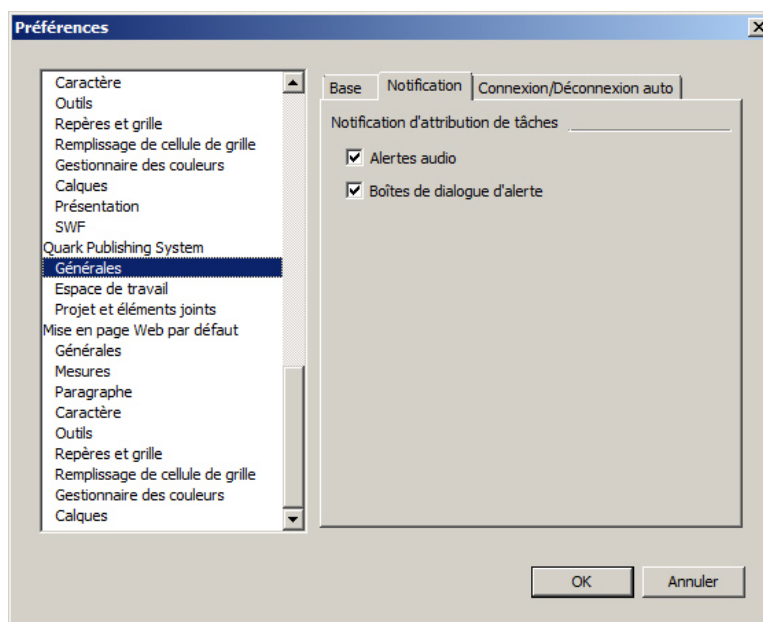 Préférences
Caractère
Outils
Repères et grille
Remplissage de cellule de grille
Gestionnaire des couleurs
Calques
Présentation
SWF
Quark Publishing System
Générales
Espace de travail
Projet et éléments joints
Mise en page Web par défaut
Générales
Mesures
Paragraphe
Caractère
Outils
Repères et grille
Remplissage de cellule de grille
Gestionnaire des couleurs
Calques
Base Notification Connexion/Déconnexion auto
Notification d'attribution de tâches
Alertes audio
Boîtes de dialogue d'alerte
OK Annuler